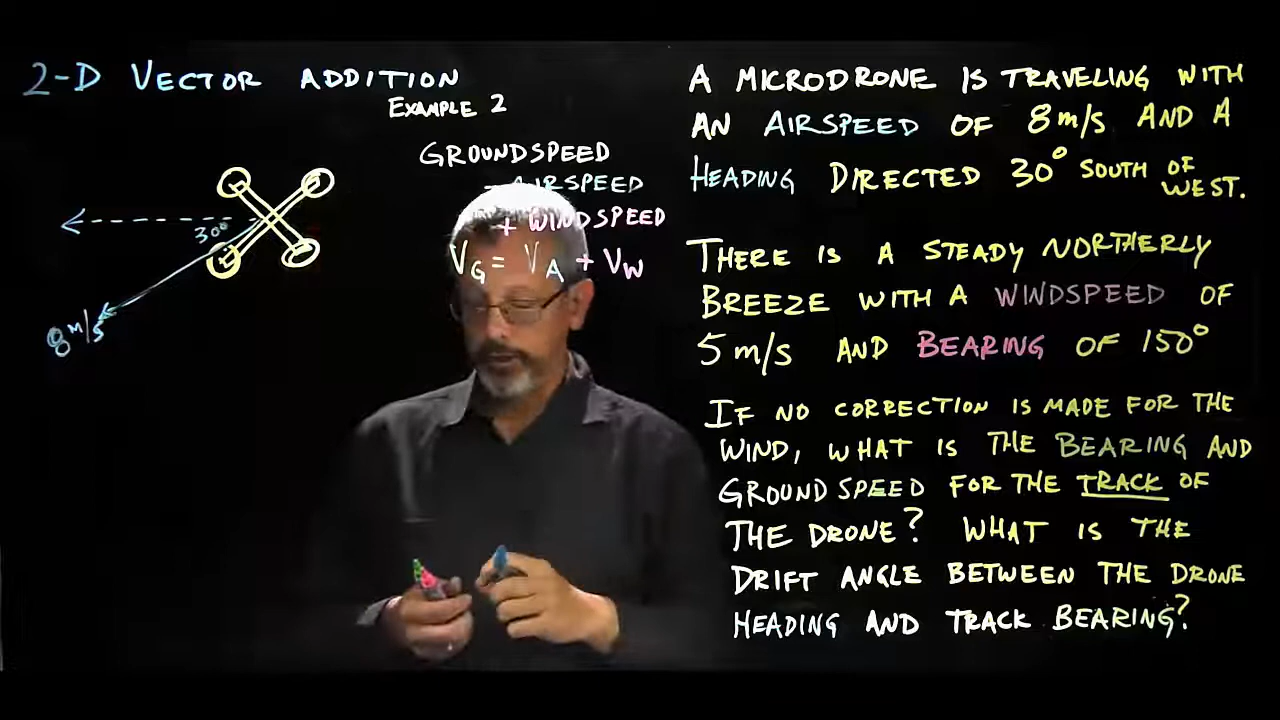 2-D VECTOR ADDITION
EXAMPLE 2
GROUNDSPEED
= AIRSPEED
+ WINDSPEED
V_G = V_A + V_W
30°
8 m/s
A MICRODRONE IS TRAVELING WITH
AN AIRSPEED OF 8 m/s AND A
HEADING DIRECTED 30° SOUTH OF
WEST.
THERE IS A STEADY NORTHERLY
BREEZE WITH A WINDSPEED OF
5 m/s AND BEARING OF 150°
IF NO CORRECTION IS MADE FOR THE
WIND, WHAT IS THE BEARING AND
GROUNDSPEED FOR THE TRACK OF
THE DRONE? WHAT IS THE
DRIFT ANGLE BETWEEN THE DRONE
HEADING AND TRACK BEARING?